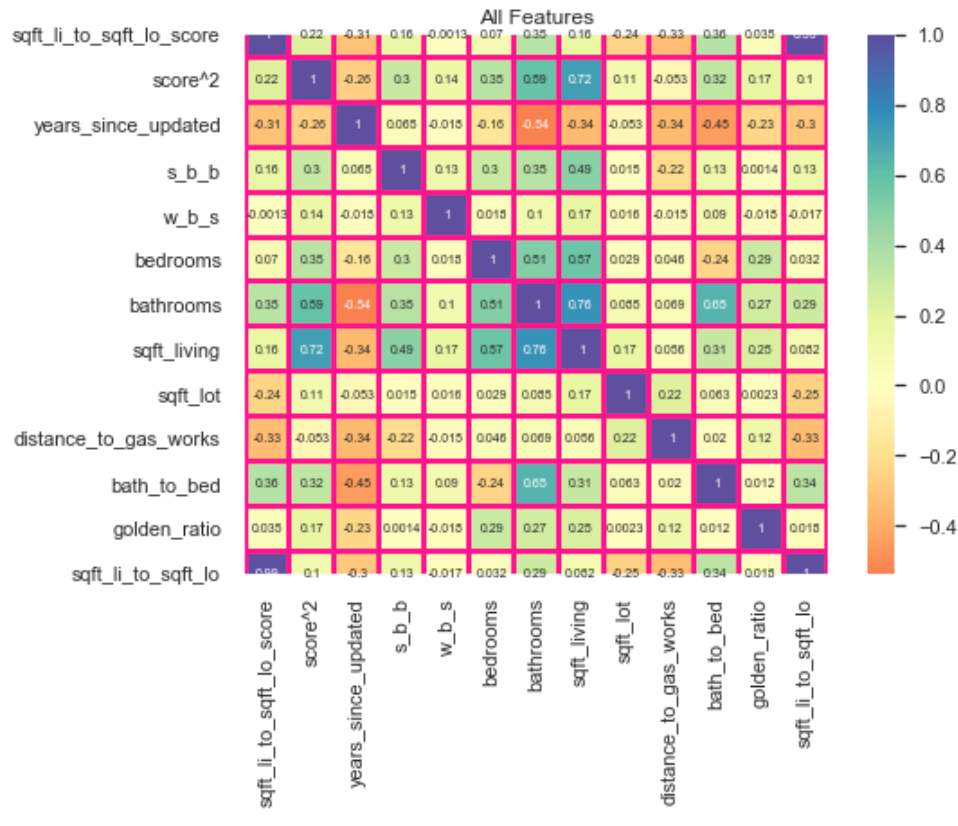 All Features
sqft_li_to_sqft_lo_score 1 0.22 -0.31 0.16 -0.0013 0.07 0.35 0.16 -0.24 -0.33 0.36 0.035 0.99
score^2 0.22 1 -0.26 0.3 0.14 0.35 0.59 0.72 0.11 -0.053 0.32 0.17 0.1
years_since_updated -0.31 -0.26 1 0.065 -0.015 -0.16 -0.54 -0.34 -0.053 -0.34 -0.45 -0.23 -0.3
s_b_b 0.16 0.3 0.065 1 0.13 0.3 0.35 0.49 0.015 -0.22 0.13 0.0014 0.13
w_b_s -0.0013 0.14 -0.015 0.13 1 0.015 0.1 0.17 0.016 -0.015 0.09 -0.015 -0.017
bedrooms 0.07 0.35 -0.16 0.3 0.015 1 0.51 0.57 0.029 0.046 -0.24 0.29 0.032
bathrooms 0.35 0.59 -0.54 0.35 0.1 0.51 1 0.76 0.085 0.069 0.65 0.27 0.29
sqft_living 0.16 0.72 -0.34 0.49 0.17 0.57 0.76 1 0.17 0.056 0.31 0.25 0.052
sqft_lot -0.24 0.11 -0.053 0.015 0.016 0.029 0.085 0.17 1 0.22 0.063 0.0023 -0.25
distance_to_gas_works -0.33 -0.053 -0.34 -0.22 -0.015 0.046 0.069 0.056 0.22 1 0.02 0.12 -0.33
bath_to_bed 0.36 0.32 -0.45 0.13 0.09 -0.24 0.65 0.31 0.063 0.02 1 0.012 0.34
golden_ratio 0.035 0.17 -0.23 0.0014 -0.015 0.29 0.27 0.25 0.0023 0.12 0.012 1 0.015
sqft_li_to_sqft_lo 0.99 0.1 -0.3 0.13 -0.017 0.032 0.29 0.052 -0.25 -0.33 0.34 0.015 1
sqft_li_to_sqft_lo_score
score^2
years_since_updated
s_b_b
w_b_s
bedrooms
bathrooms
sqft_living
sqft_lot
distance_to_gas_works
bath_to_bed
golden_ratio
sqft_li_to_sqft_lo
1.0
0.8
0.6
0.4
0.2
0.0
−0.2
−0.4